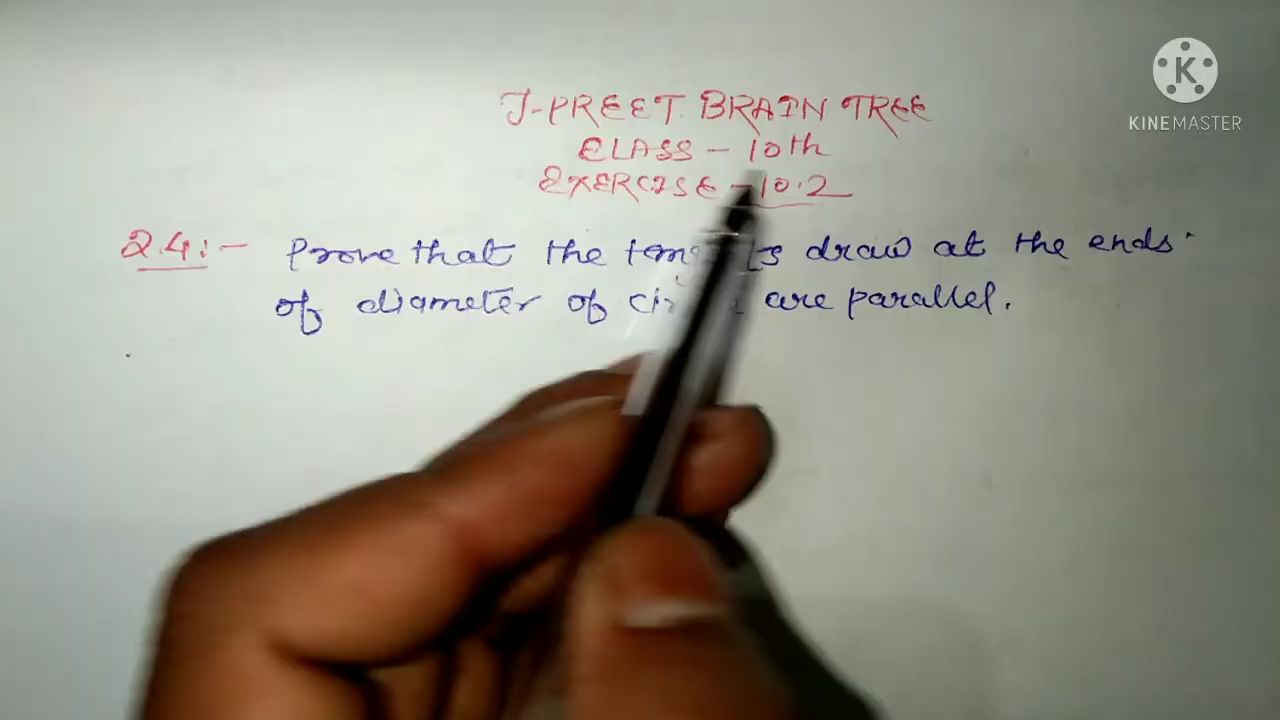 J-PREET BRAIN TREE
CLASS - 10th
EXERCISE - 10.2
Q.4:- Prove that the draw at the ends
of diameter of are parallel.
KINEMASTER